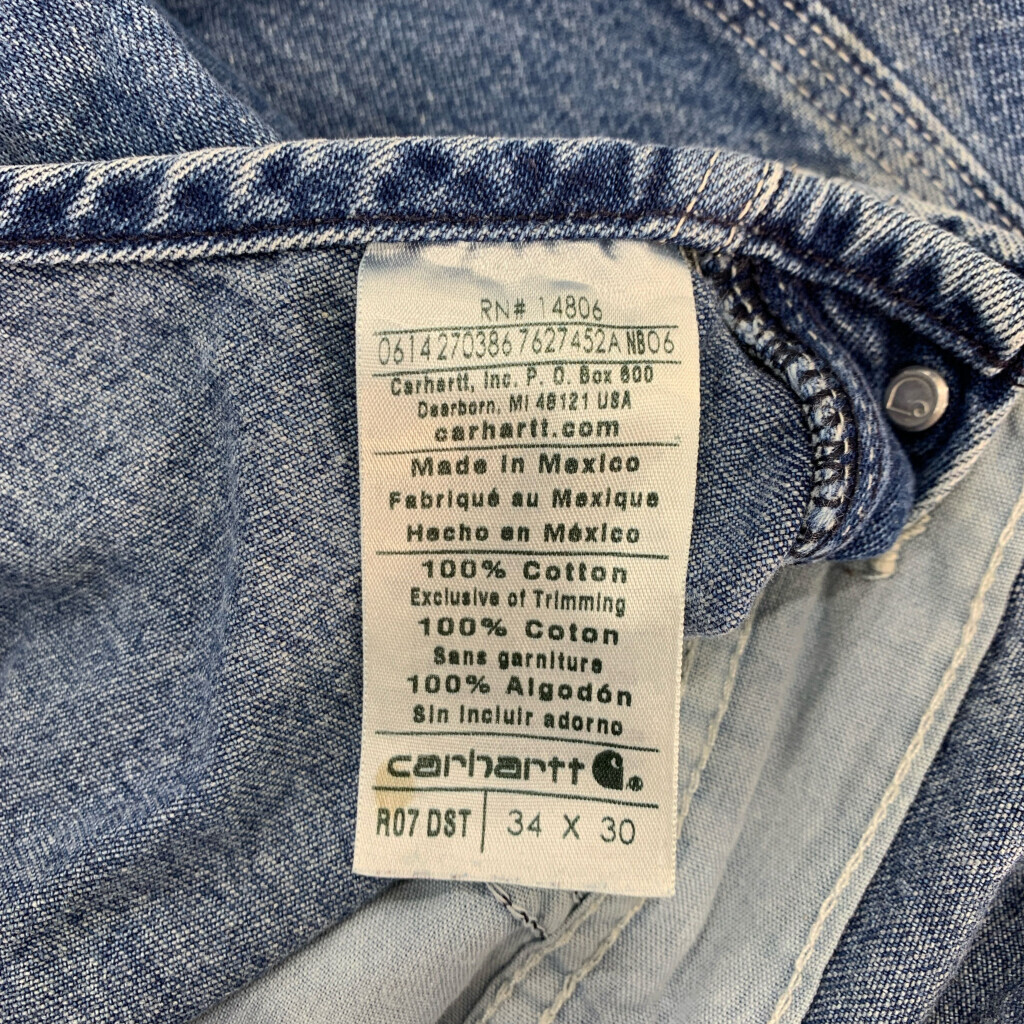 RN# 14806
06142703867627452A NB06
Carhartt, Inc. P. O. Box 600
Dearborn, MI 48121 USA
carhartt.com
Made in Mexico
Fabriqué au Mexique
Hecho en México
100% Cotton
Exclusive of Trimming
100% Coton
Sans garniture
100% Algodón
Sin incluir adorno
carhartt ®
R07 DST | 34 X 30